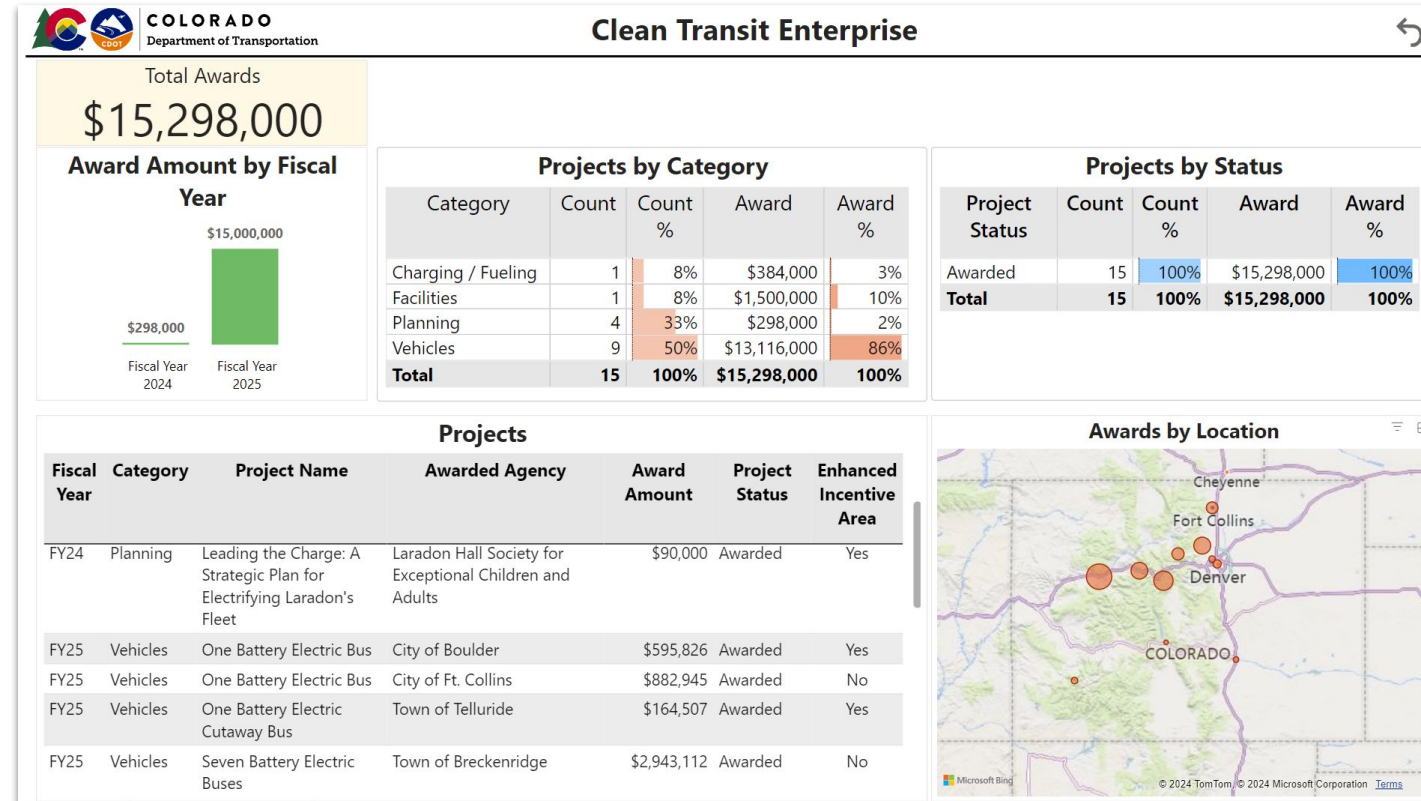 COLORADO
Department of Transportation
CDOT
Clean Transit Enterprise
Total Awards
$15,298,000
Award Amount by Fiscal
Year
$15,000,000
$298,000
Fiscal Year
2024
Fiscal Year
2025
Projects by Category
Category Count Count % Award Award %
Charging / Fueling 1 8% $384,000 3%
Facilities 1 8% $1,500,000 10%
Planning 4 33% $298,000 2%
Vehicles 9 50% $13,116,000 86%
Total 15 100% $15,298,000 100%
Projects by Status
Project Status Count Count % Award Award %
Awarded 15 100% $15,298,000 100%
Total 15 100% $15,298,000 100%
Projects
Fiscal Year Category Project Name Awarded Agency Award Amount Project Status Enhanced Incentive Area
FY24 Planning Leading the Charge: A Strategic Plan for Electrifying Laradon's Fleet Laradon Hall Society for Exceptional Children and Adults $90,000 Awarded Yes
FY25 Vehicles One Battery Electric Bus City of Boulder $595,826 Awarded Yes
FY25 Vehicles One Battery Electric Bus City of Ft. Collins $882,945 Awarded No
FY25 Vehicles One Battery Electric Cutaway Bus Town of Telluride $164,507 Awarded Yes
FY25 Vehicles Seven Battery Electric Buses Town of Breckenridge $2,943,112 Awarded No
Awards by Location
Cheyenne
Fort Collins
Denver
COLORADO
Microsoft Bing
© 2024 TomTom, © 2024 Microsoft Corporation Terms